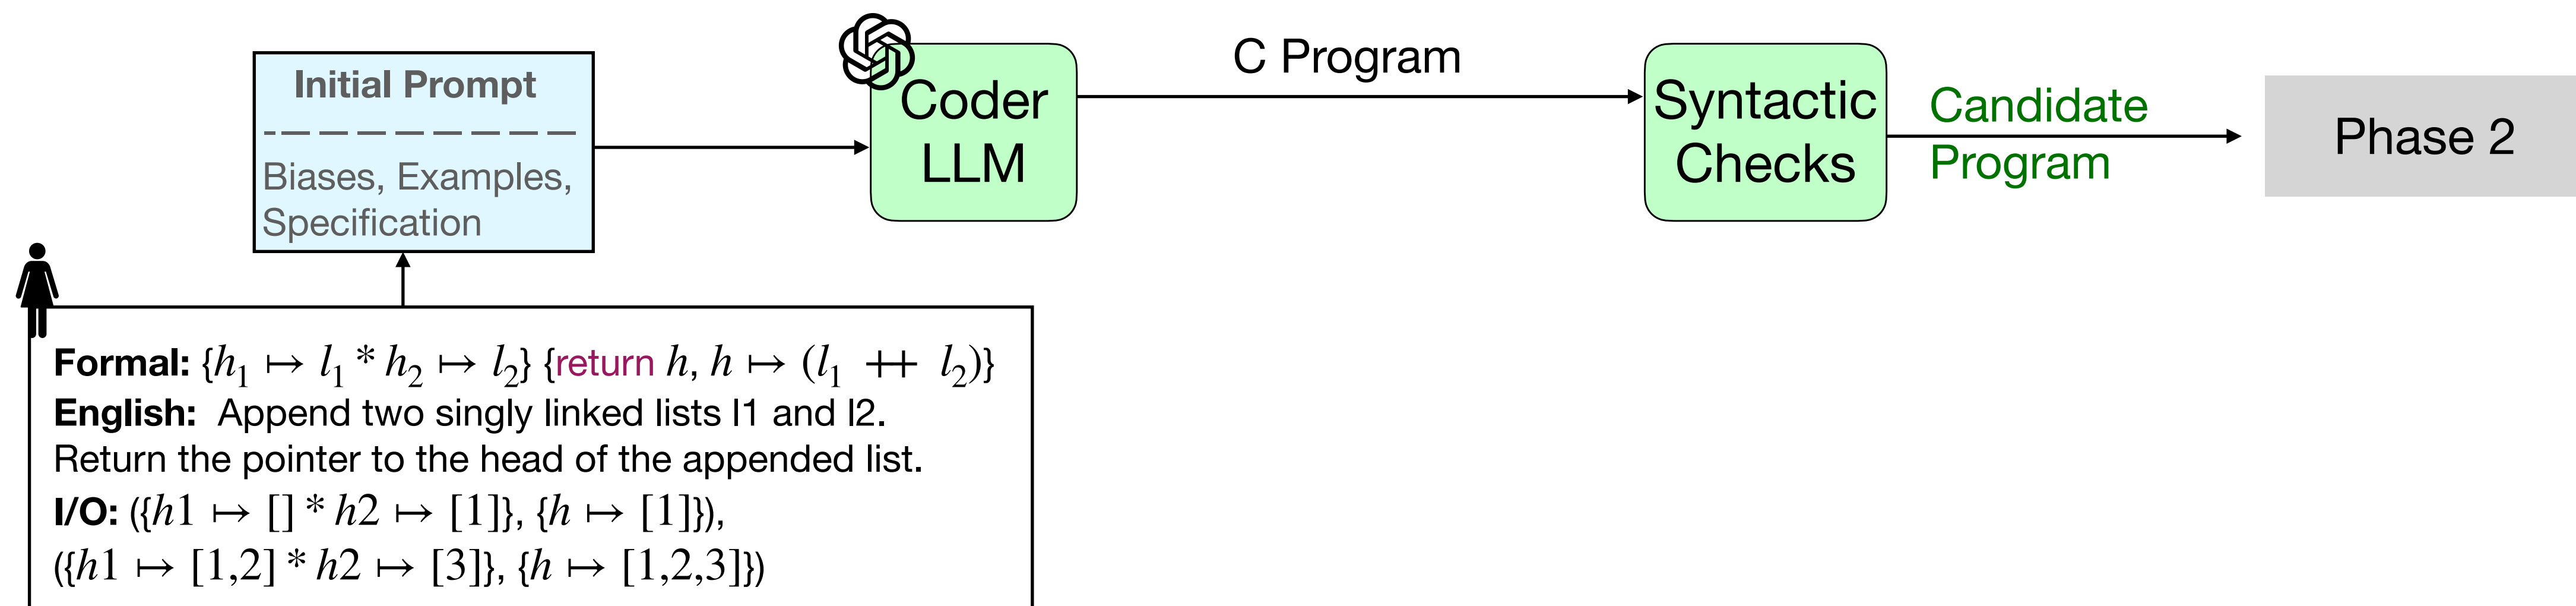 Initial Prompt
Biases, Examples,
Specification
Coder
LLM
C Program
Syntactic
Checks
Candidate
Program
Phase 2
Formal: {h₁ ↦ l₁ * h₂ ↦ l₂} {return h, h ↦ (l₁ ++ l₂)}
English: Append two singly linked lists l1 and l2.
Return the pointer to the head of the appended list.
I/O: ({h1 ↦ [] * h2 ↦ [1]}, {h ↦ [1]}),
({h1 ↦ [1,2] * h2 ↦ [3]}, {h ↦ [1,2,3]})